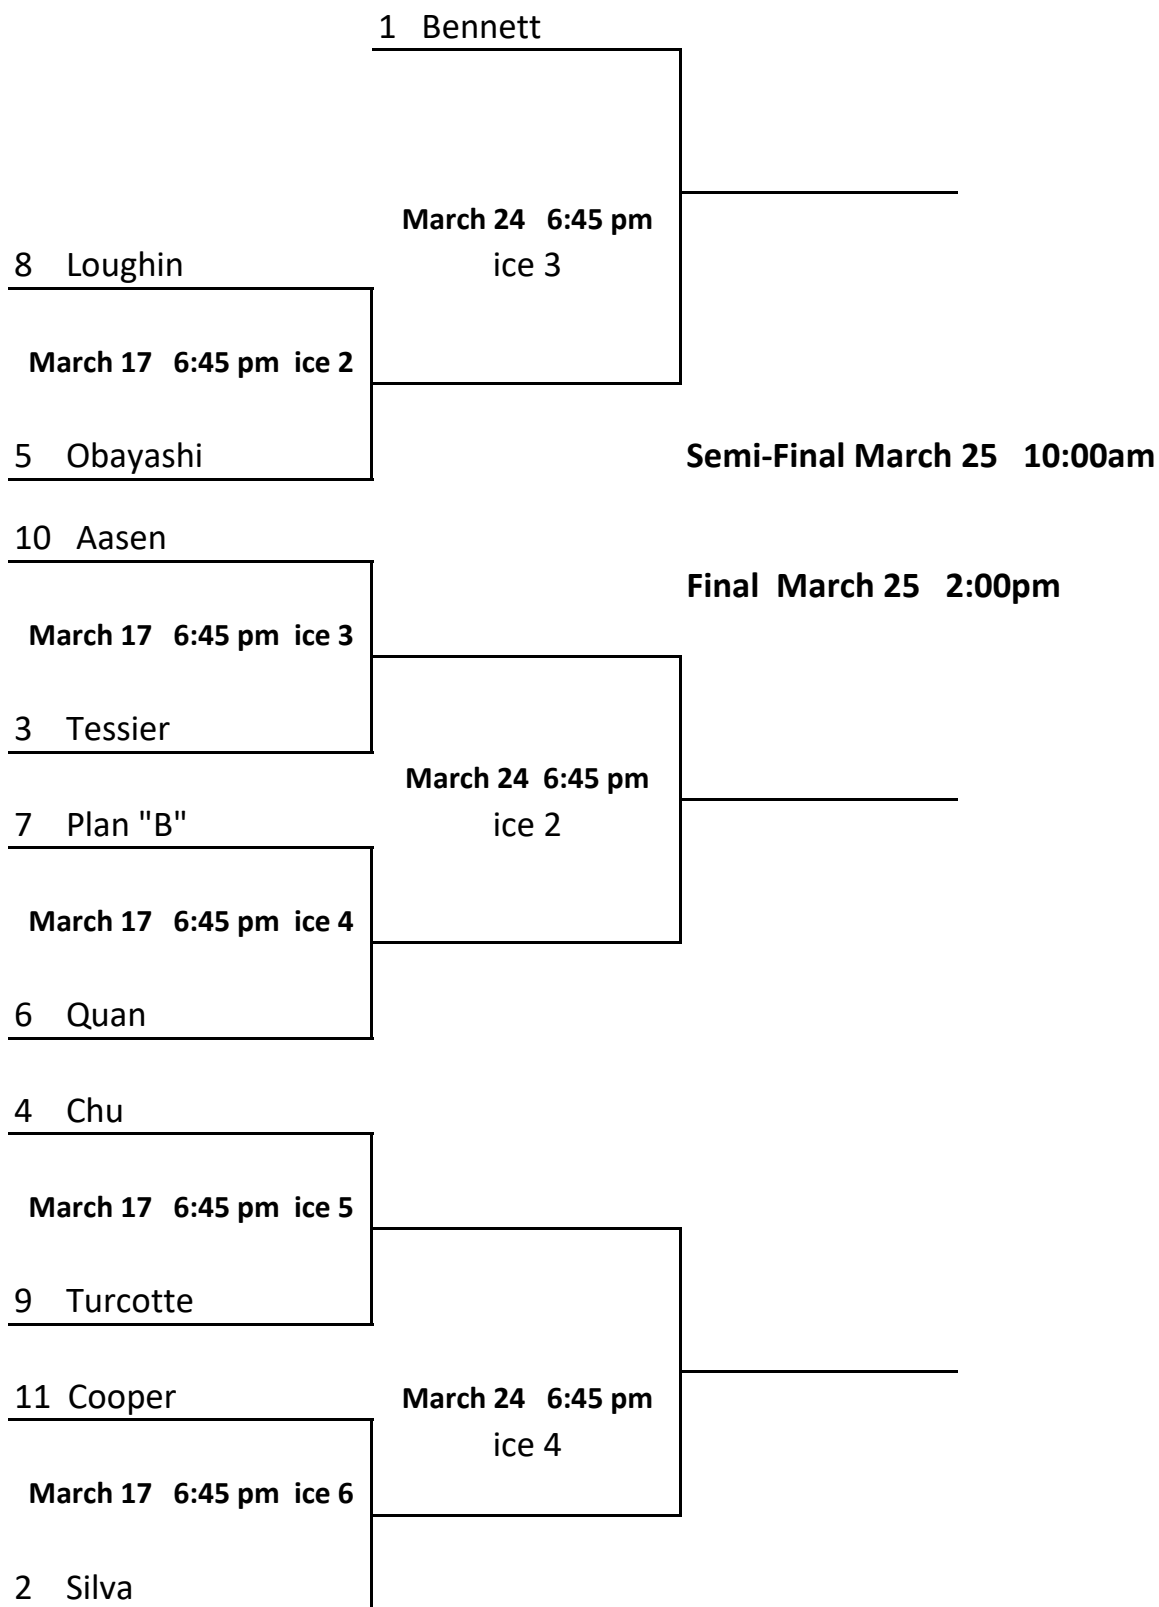 1 Bennett
March 24 6:45 pm
8 Loughin
ice 3
March 17 6:45 pm ice 2
5 Obayashi
Semi-Final March 25 10:00am
10 Aasen
Final March 25 2:00pm
March 17 6:45 pm ice 3
3 Tessier
March 24 6:45 pm
7 Plan "B"
ice 2
March 17 6:45 pm ice 4
6 Quan
4 Chu
March 17 6:45 pm ice 5
9 Turcotte
11 Cooper
March 24 6:45 pm
ice 4
March 17 6:45 pm ice 6
2 Silva